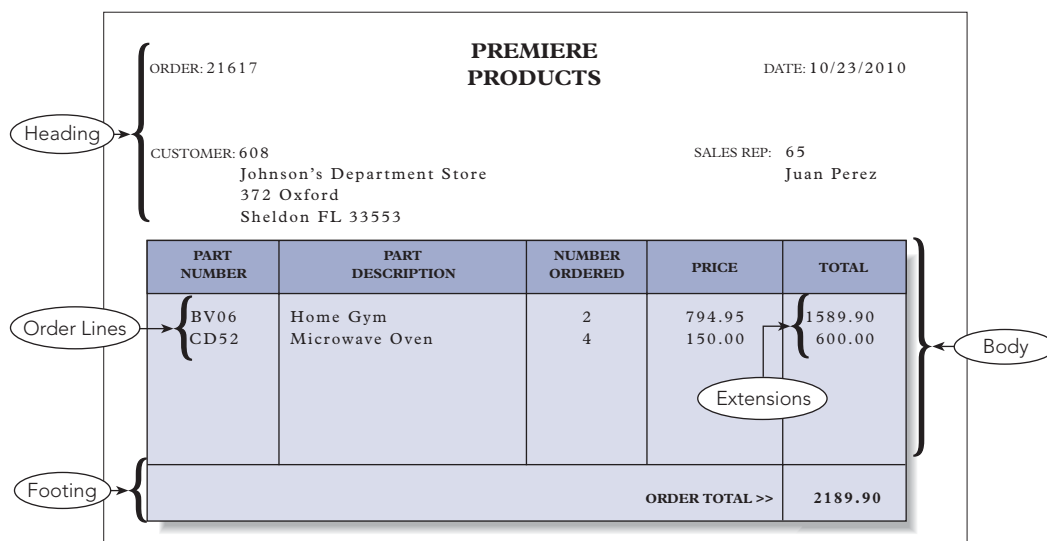 PREMIERE
PRODUCTS
ORDER: 21617
DATE: 10/23/2010
Heading
CUSTOMER: 608
Johnson's Department Store
372 Oxford
Sheldon FL 33553
SALES REP: 65
Juan Perez
PART NUMBER
PART DESCRIPTION
NUMBER ORDERED
PRICE
TOTAL
Order Lines
BV06 Home Gym 2 794.95 1589.90
CD52 Microwave Oven 4 150.00 600.00
Body
Extensions
Footing
ORDER TOTAL >> 2189.90